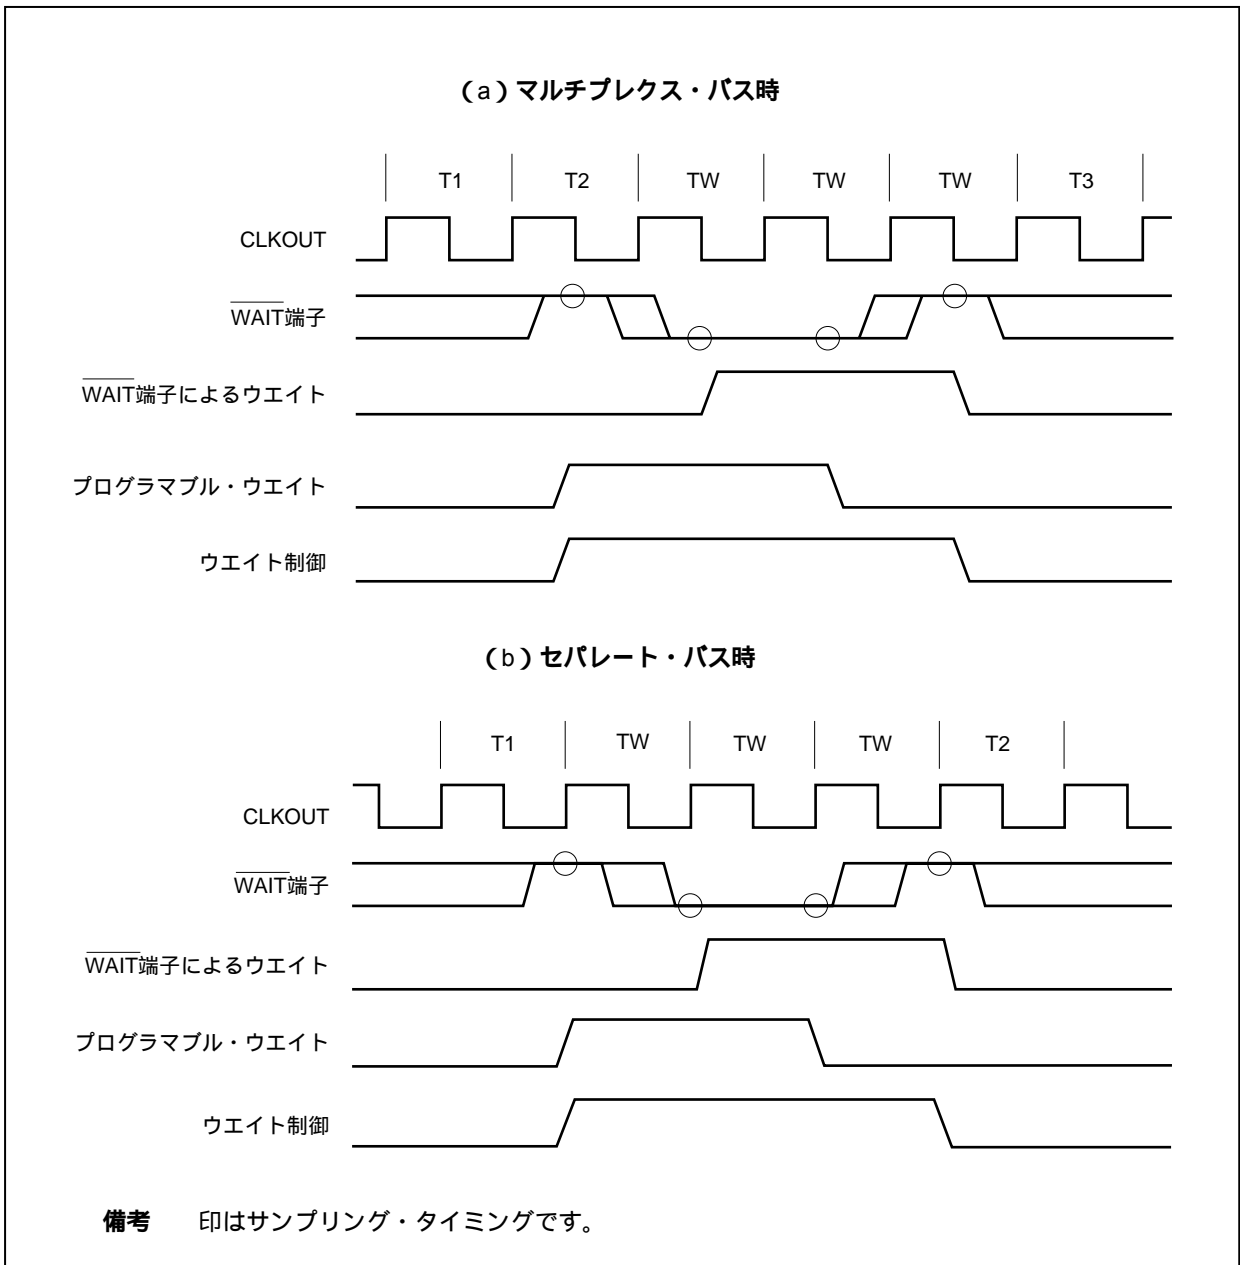 (a)マルチプレクス・バス時
T1 T2 TW TW TW T3
CLKOUT
WAIT端子
WAIT端子によるウエイト
プログラマブル・ウエイト
ウエイト制御
(b)セパレート・バス時
T1 TW TW TW T2
CLKOUT
WAIT端子
WAIT端子によるウエイト
プログラマブル・ウエイト
ウエイト制御
備考 印はサンプリング・タイミングです。